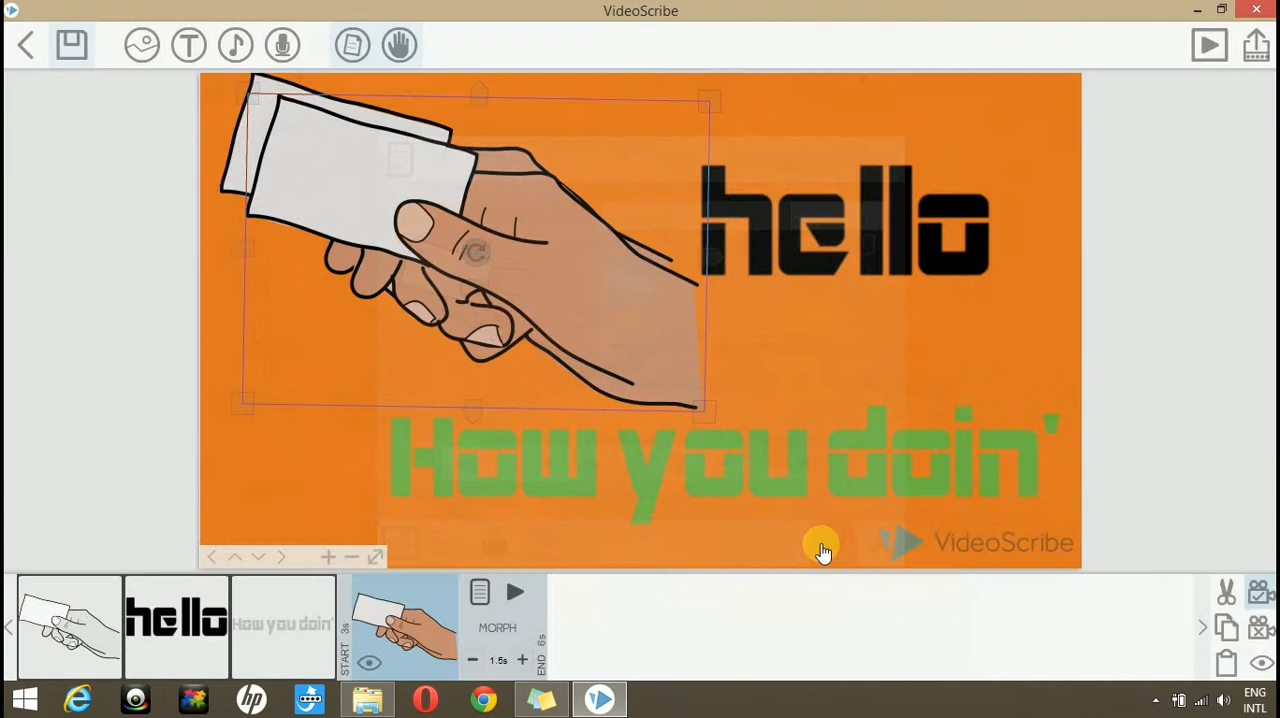 VideoScribe
hello
How you doin'
VideoScribe
hello
How you doin'
START 3s
MORPH
1.5s
END 6s
hp
ENG
INTL